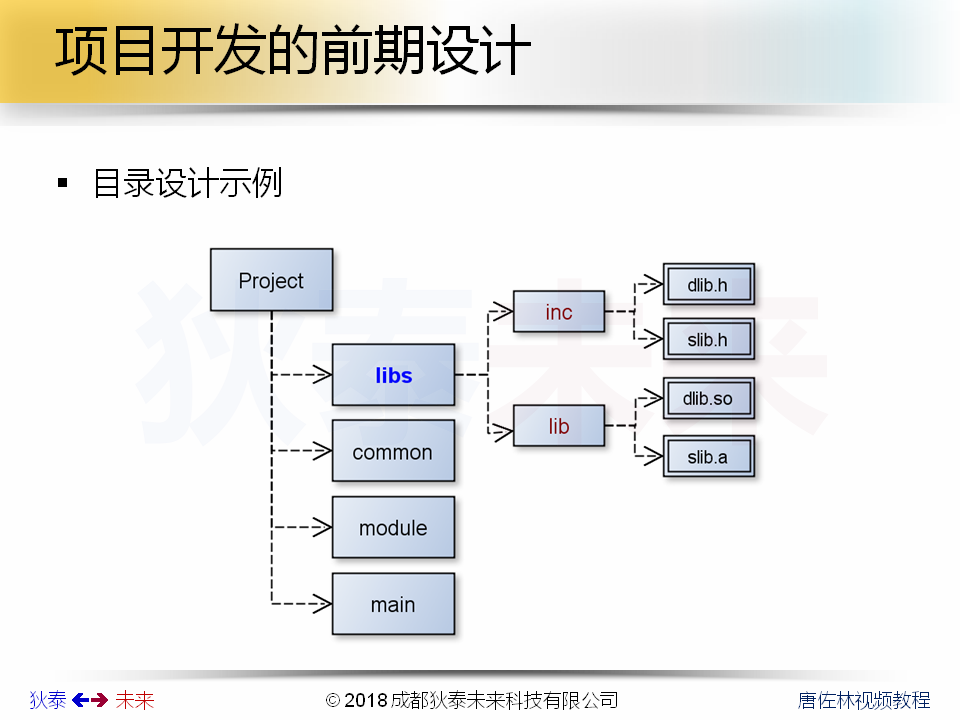 项目开发的前期设计
目录设计示例
Project
libs
common
module
main
inc
lib
dlib.h
slib.h
dlib.so
slib.a
狄泰未来
狄泰 未来
© 2018 成都狄泰未来科技有限公司
唐佐林视频教程